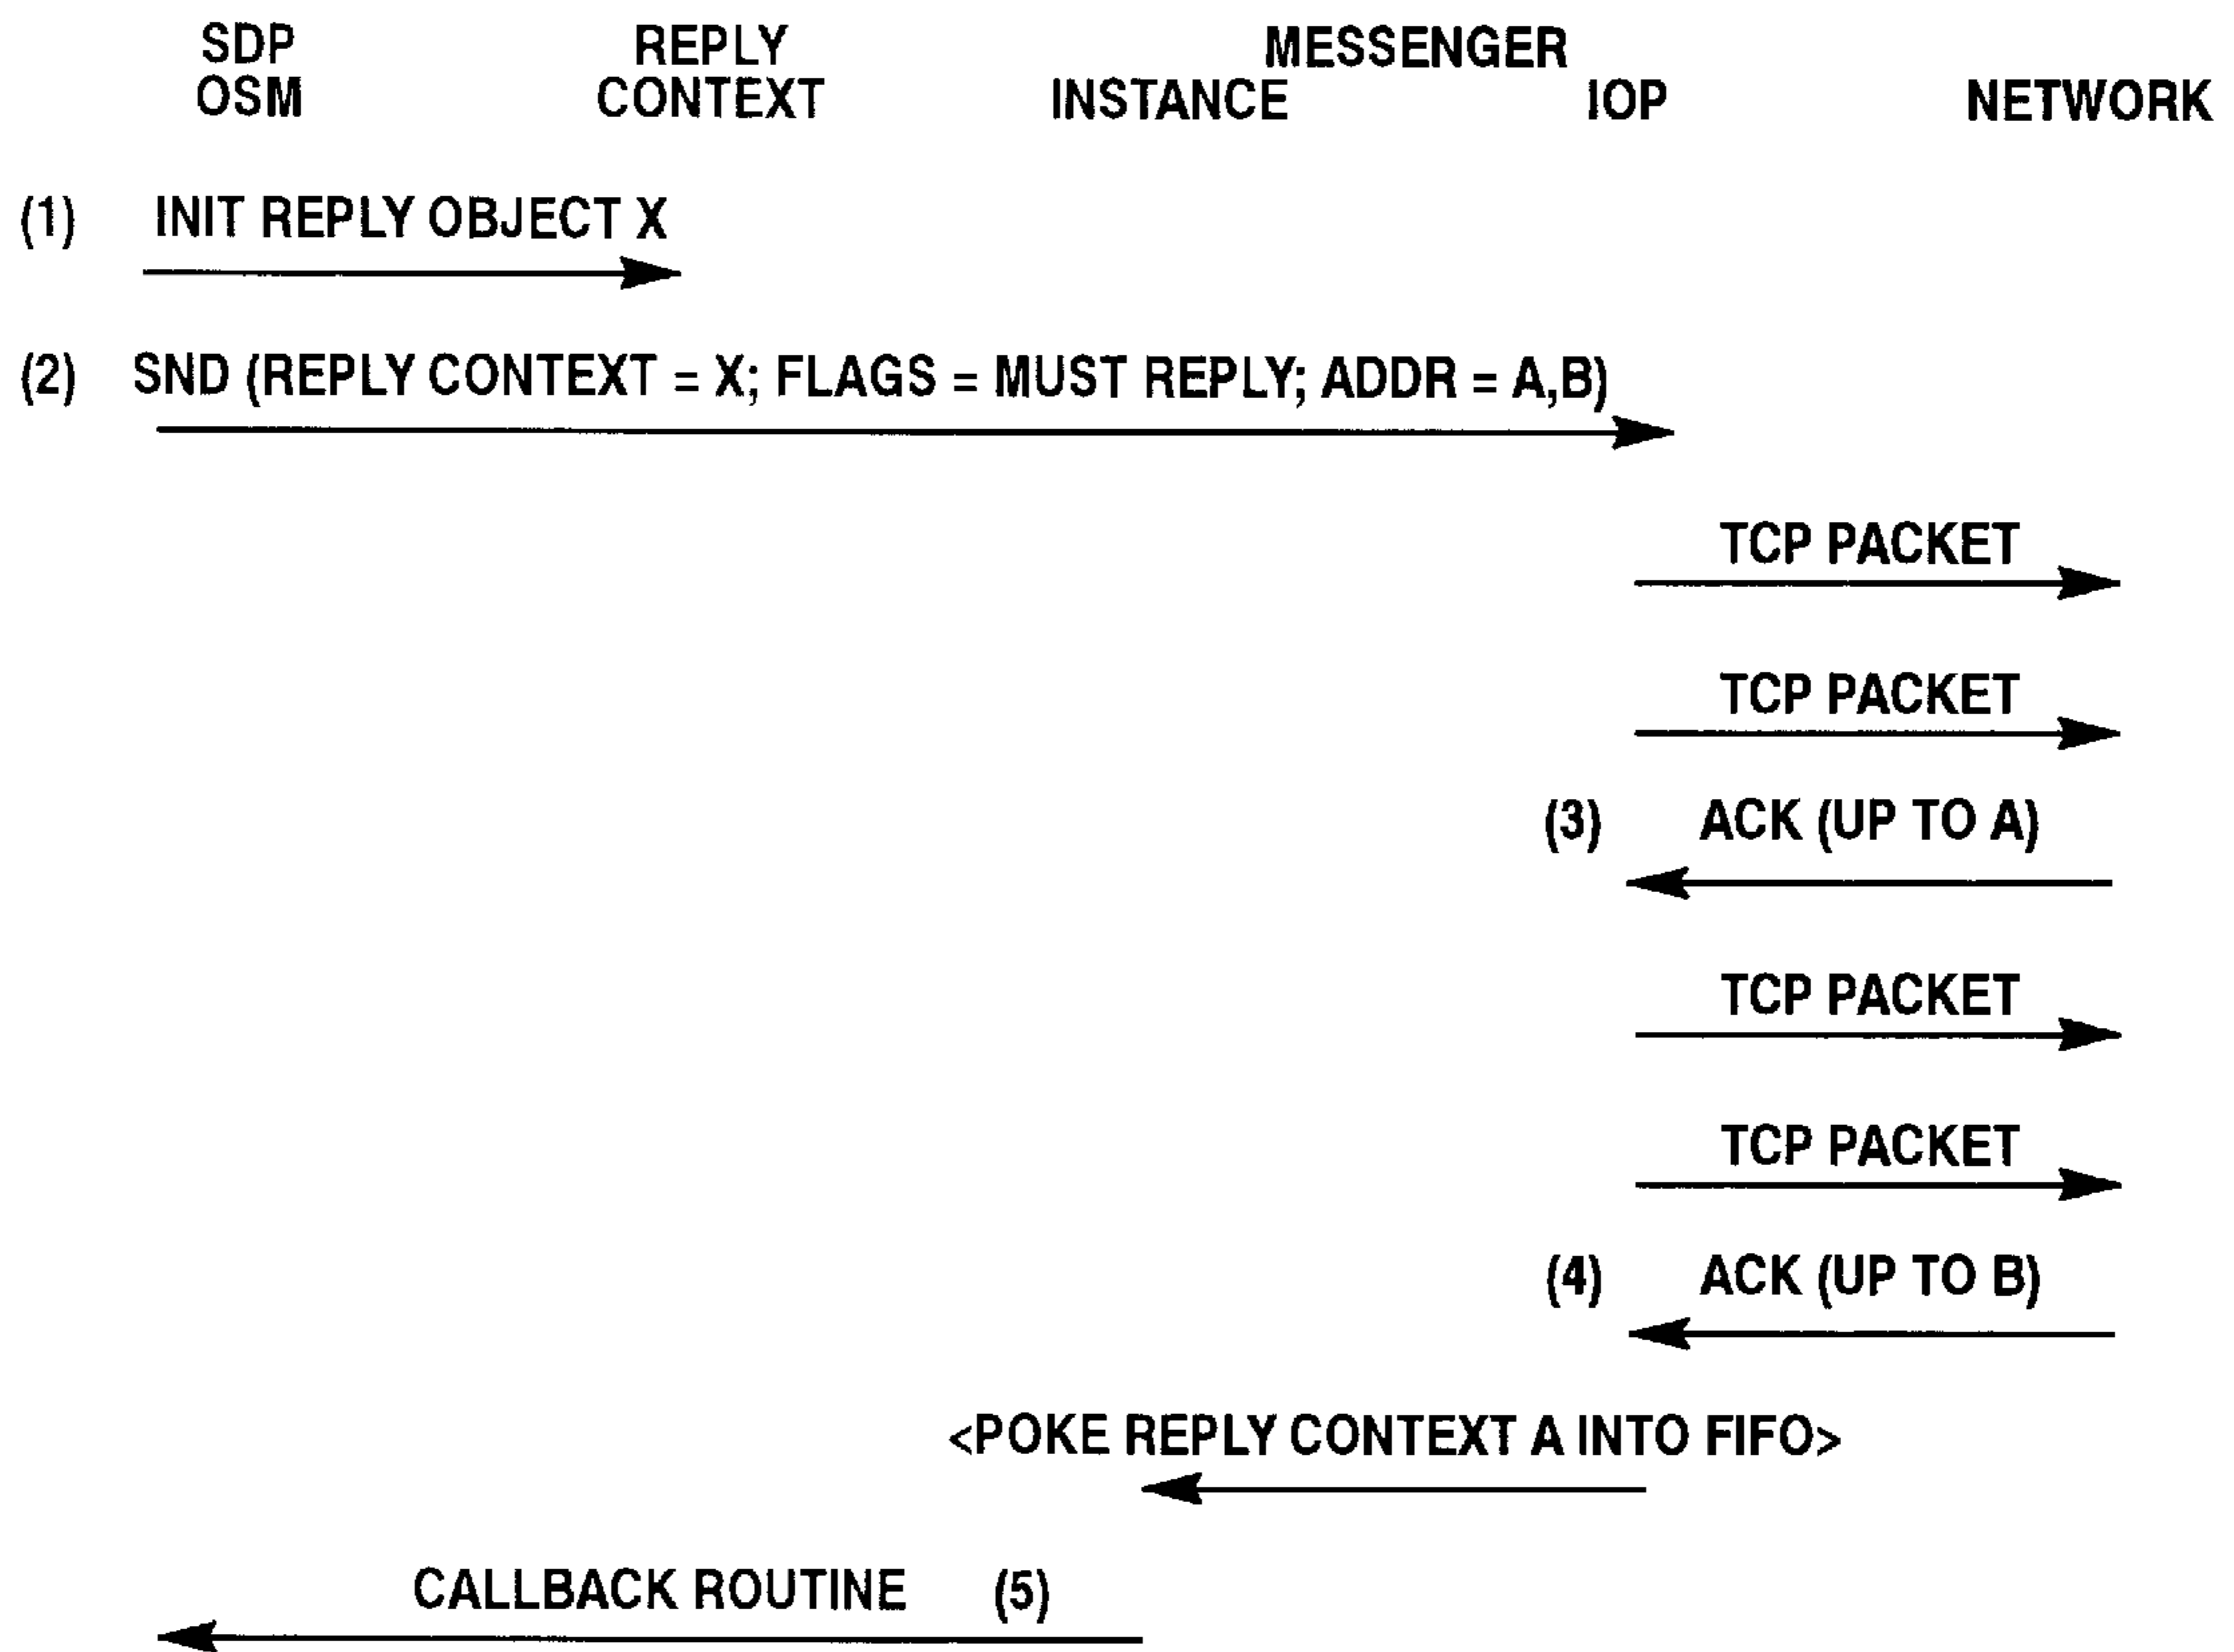 SDP
OSM
REPLY
CONTEXT
MESSENGER
INSTANCE
IOP
NETWORK
(1) INIT REPLY OBJECT X
(2) SND (REPLY CONTEXT = X; FLAGS = MUST REPLY; ADDR = A,B)
TCP PACKET
TCP PACKET
(3) ACK (UP TO A)
TCP PACKET
TCP PACKET
(4) ACK (UP TO B)
<POKE REPLY CONTEXT A INTO FIFO>
CALLBACK ROUTINE (5)